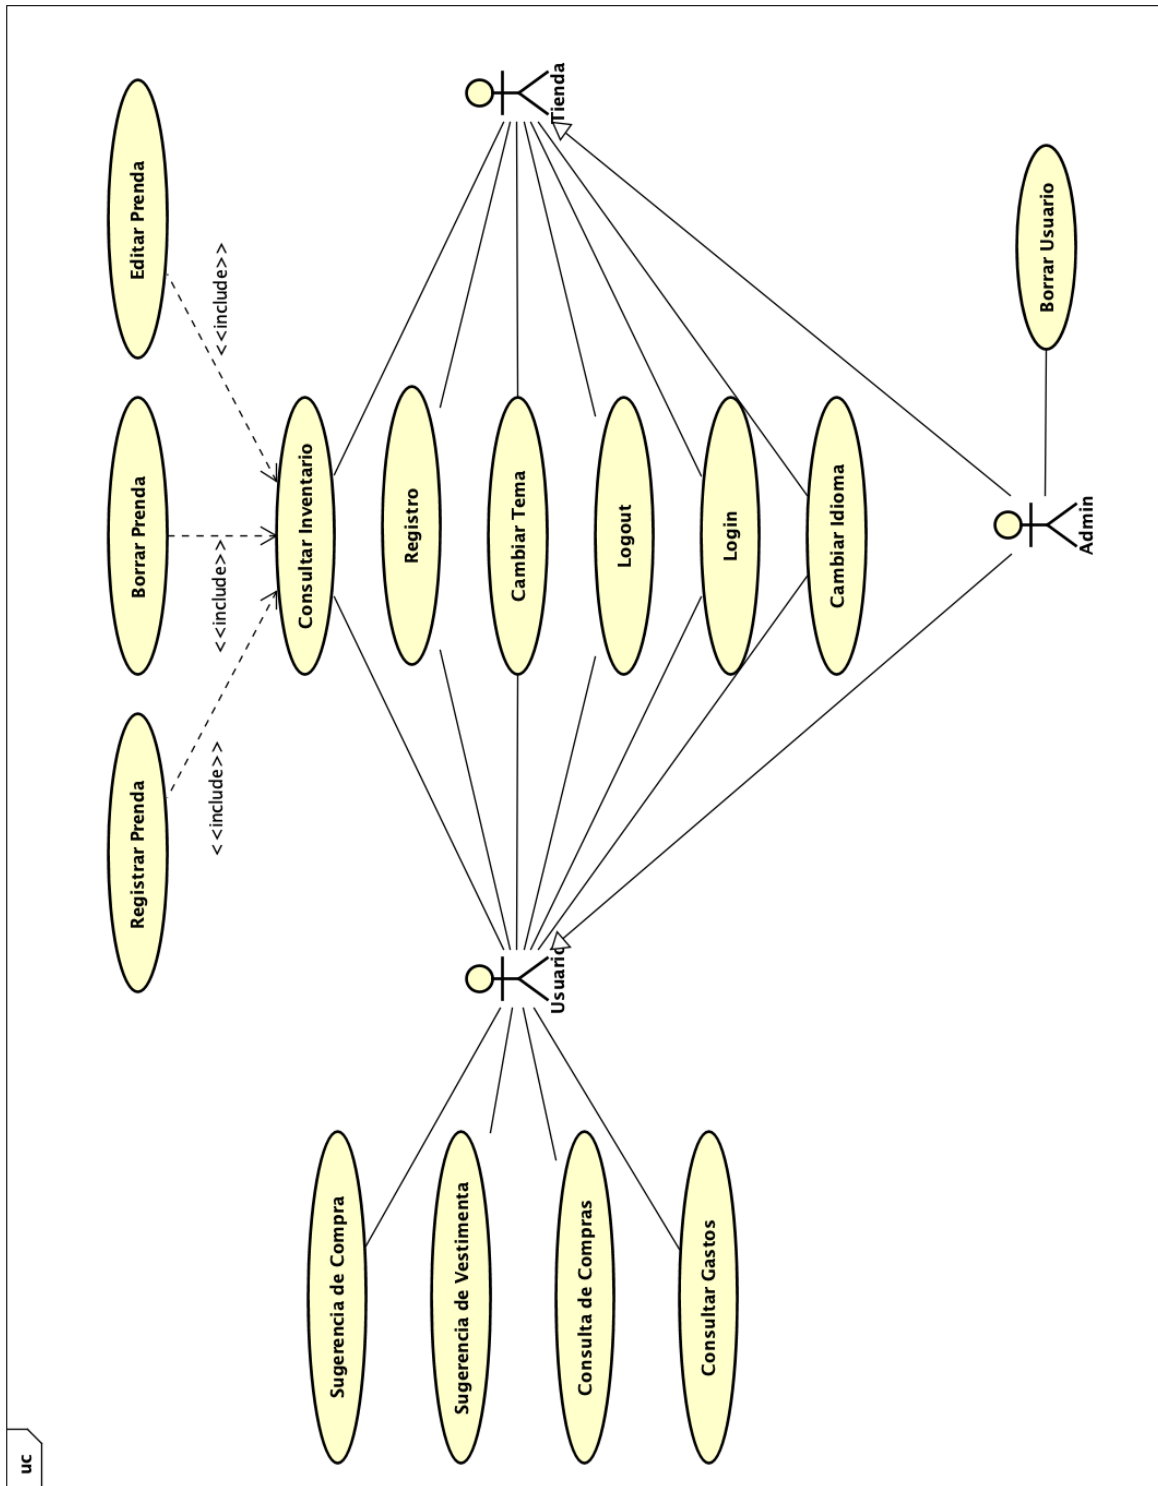 uc
Registrar Prenda
Borrar Prenda
Editar Prenda
<<include>>
<<include>>
<<include>>
Sugerencia de Compra
Consultar Inventario
Registro
Sugerencia de Vestimenta
Usuario
Cambiar Tema
Tienda
Consulta de Compras
Logout
Consultar Gastos
Login
Cambiar Idioma
Admin
Borrar Usuario